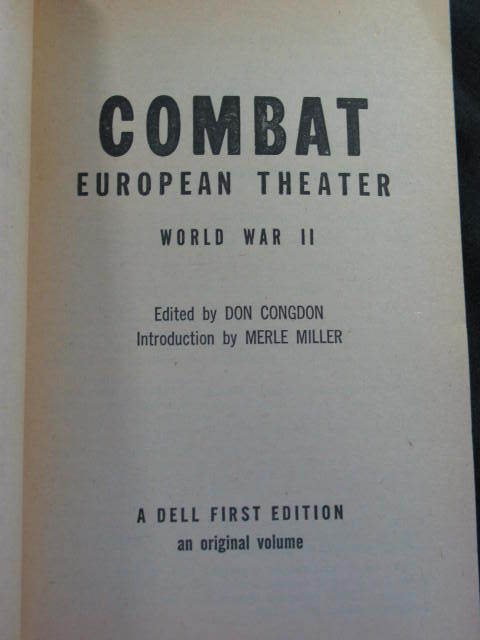 COMBAT
EUROPEAN THEATER
WORLD WAR II
Edited by DON CONGDON
Introduction by MERLE MILLER
A DELL FIRST EDITION
an original volume